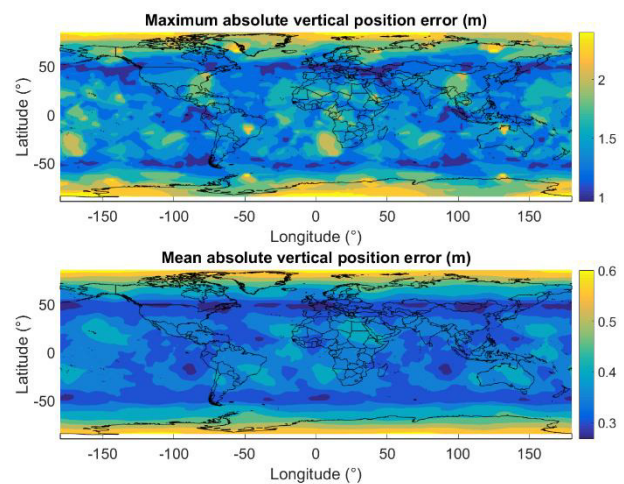 Maximum absolute vertical position error (m)
50
0
-50
Latitude (°)
-150 -100 -50 0 50 100 150
Longitude (°)
2
1.5
1
Mean absolute vertical position error (m)
50
0
-50
Latitude (°)
-150 -100 -50 0 50 100 150
Longitude (°)
0.6
0.5
0.4
0.3